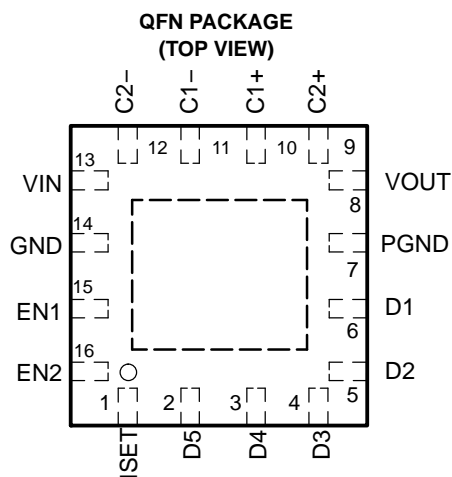 QFN PACKAGE
(TOP VIEW)
C2−
C1−
C1+
C2+
12
11
10
9
13
VIN
VOUT
8
14
GND
PGND
7
15
EN1
D1
6
16
EN2
D2
5
1
2
3
4
ISET
D5
D4
D3